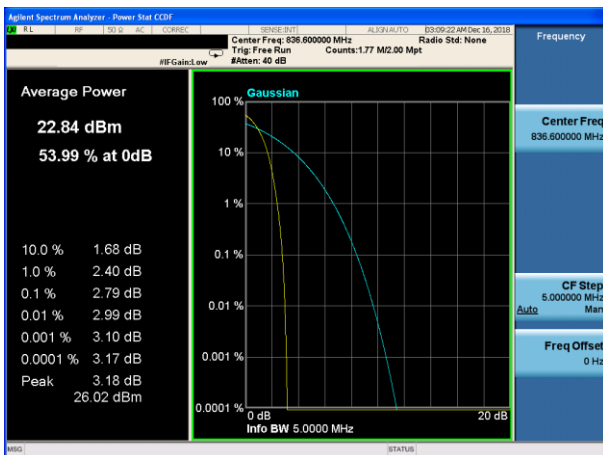 Agilent Spectrum Analyzer - Power Stat CCDF
RL RF 50 Ω AC CORREC SENSE:INT ALIGNAUTO 03:09:22 AM Dec 16, 2018
Center Freq: 836.600000 MHz Radio Std: None
Trig: Free Run Counts:1.77 M/2.00 Mpt
#IFGain:Low #Atten: 40 dB
Frequency
Average Power
22.84 dBm
53.99 % at 0dB
10.0 % 1.68 dB
1.0 % 2.40 dB
0.1 % 2.79 dB
0.01 % 2.99 dB
0.001 % 3.10 dB
0.0001 % 3.17 dB
Peak 3.18 dB
26.02 dBm
Gaussian
100 %
10 %
1 %
0.1 %
0.01 %
0.001 %
0.0001 %
0 dB 20 dB
Info BW 5.0000 MHz
Center Freq
836.600000 MHz
CF Step
5.000000 MHz
Auto Man
Freq Offset
0 Hz
MSG STATUS